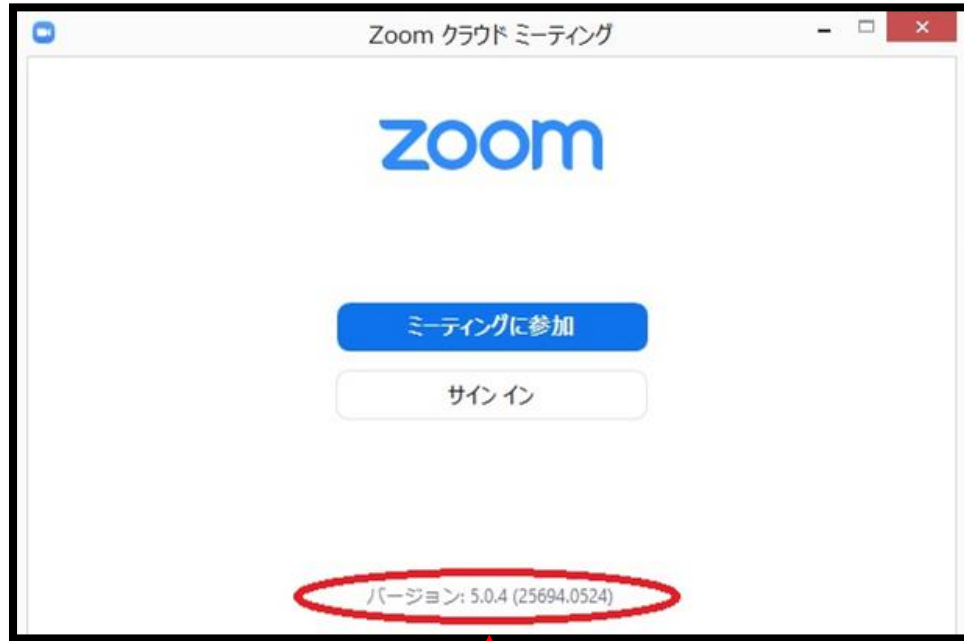 Zoom クラウド ミーティング
zoom
ミーティングに参加
サイン イン
バージョン: 5.0.4 (25694.0524)